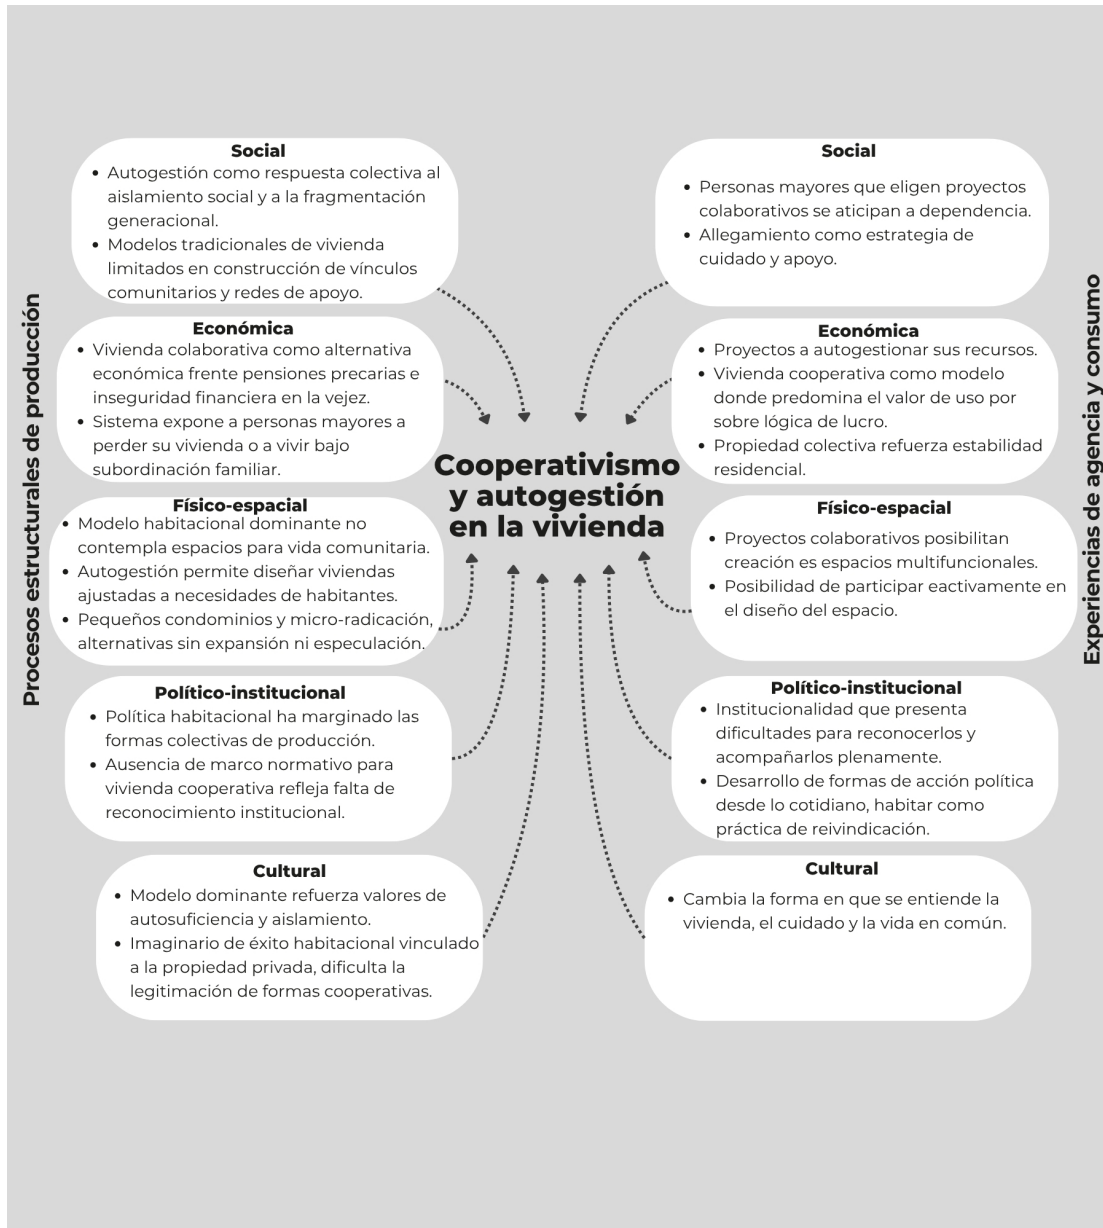 Procesos estructurales de producción
Social
• Autogestión como respuesta colectiva al
aislamiento social y a la fragmentación
generacional.
• Modelos tradicionales de vivienda
limitados en construcción de vínculos
comunitarios y redes de apoyo.
Económica
• Vivienda colaborativa como alternativa
económica frente pensiones precarias e
inseguridad financiera en la vejez.
• Sistema expone a personas mayores a
perder su vivienda o a vivir bajo
subordinación familiar.
Físico-espacial
• Modelo habitacional dominante no
contempla espacios para vida comunitaria.
• Autogestión permite diseñar viviendas
ajustadas a necesidades de habitantes.
• Pequeños condominios y micro-radicación,
alternativas sin expansión ni especulación.
Político-institucional
• Política habitacional ha marginado las
formas colectivas de producción.
• Ausencia de marco normativo para
vivienda cooperativa refleja falta de
reconocimiento institucional.
Cultural
• Modelo dominante refuerza valores de
autosuficiencia y aislamiento.
• Imaginario de éxito habitacional vinculado
a la propiedad privada, dificulta la
legitimación de formas cooperativas.
Cooperativismo
y autogestión
en la vivienda
Social
• Personas mayores que eligen proyectos
colaborativos se aticipan a dependencia.
• Allegamiento como estrategia de
cuidado y apoyo.
Económica
• Proyectos a autogestionar sus recursos.
• Vivienda cooperativa como modelo
donde predomina el valor de uso por
sobre lógica de lucro.
• Propiedad colectiva refuerza estabilidad
residencial.
Físico-espacial
• Proyectos colaborativos posibilitan
creación es espacios multifuncionales.
• Posibilidad de participar eactivamente en
el diseño del espacio.
Político-institucional
• Institucionalidad que presenta
dificultades para reconocerlos y
acompañarlos plenamente.
• Desarrollo de formas de acción política
desde lo cotidiano, habitar como
práctica de reivindicación.
Cultural
• Cambia la forma en que se entiende la
vivienda, el cuidado y la vida en común.
Experiencias de agencia y consumo